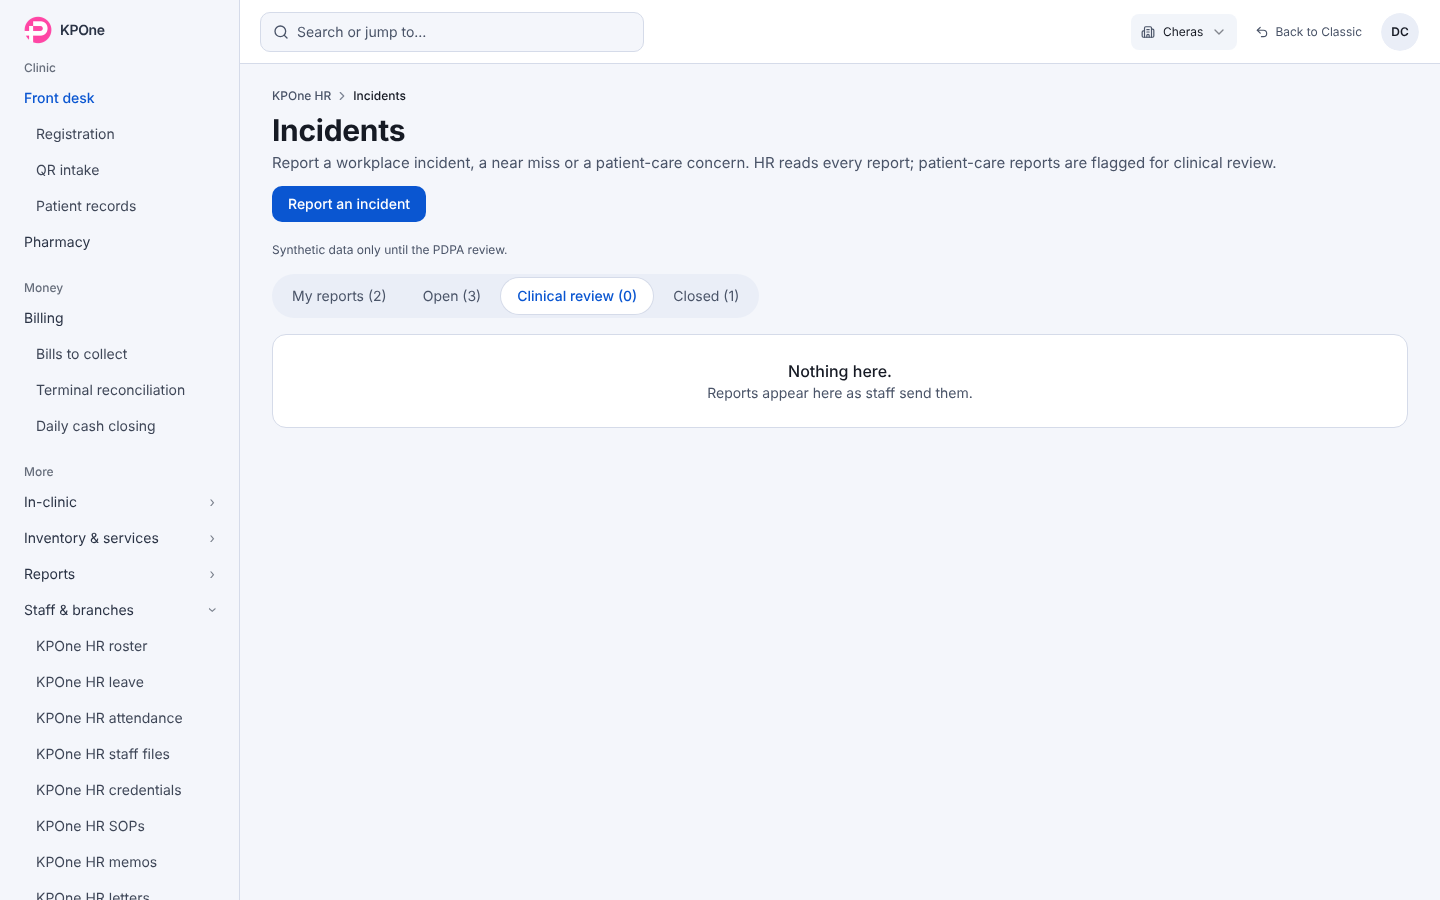 KPOne
Clinic
Front desk
Registration
QR intake
Patient records
Pharmacy
Money
Billing
Bills to collect
Terminal reconciliation
Daily cash closing
More
In-clinic
Inventory & services
Reports
Staff & branches
KPOne HR roster
KPOne HR leave
KPOne HR attendance
KPOne HR staff files
KPOne HR credentials
KPOne HR SOPs
KPOne HR memos
KPOne HR letters
Search or jump to...
Cheras
Back to Classic
DC
KPOne HR > Incidents
Incidents
Report a workplace incident, a near miss or a patient-care concern. HR reads every report; patient-care reports are flagged for clinical review.
Report an incident
Synthetic data only until the PDPA review.
My reports (2) Open (3) Clinical review (0) Closed (1)
Nothing here.
Reports appear here as staff send them.